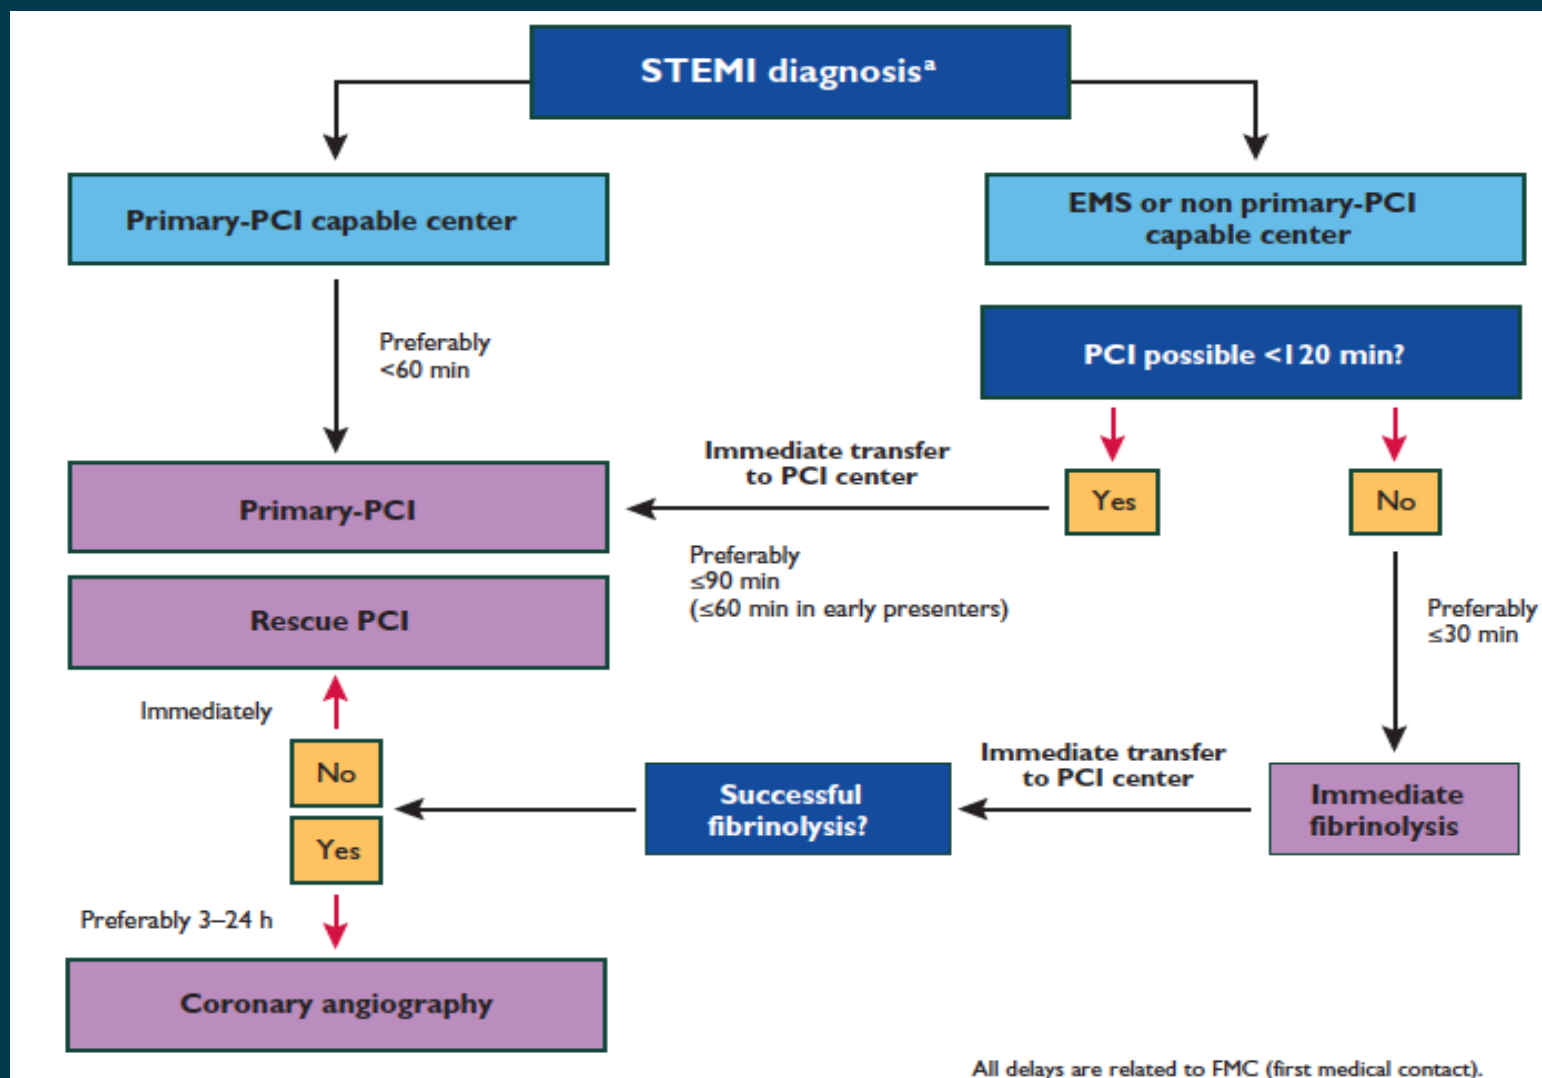 STEMI diagnosisᵃ
Primary-PCI capable center
EMS or non primary-PCI
capable center
Preferably
<60 min
PCI possible <120 min?
Immediate transfer
to PCI center
Yes
No
Primary-PCI
Preferably
≤90 min
(≤60 min in early presenters)
Preferably
≤30 min
Rescue PCI
Immediately
No
Yes
Successful
fibrinolysis?
Immediate transfer
to PCI center
Immediate
fibrinolysis
Preferably 3–24 h
Coronary angiography
All delays are related to FMC (first medical contact).